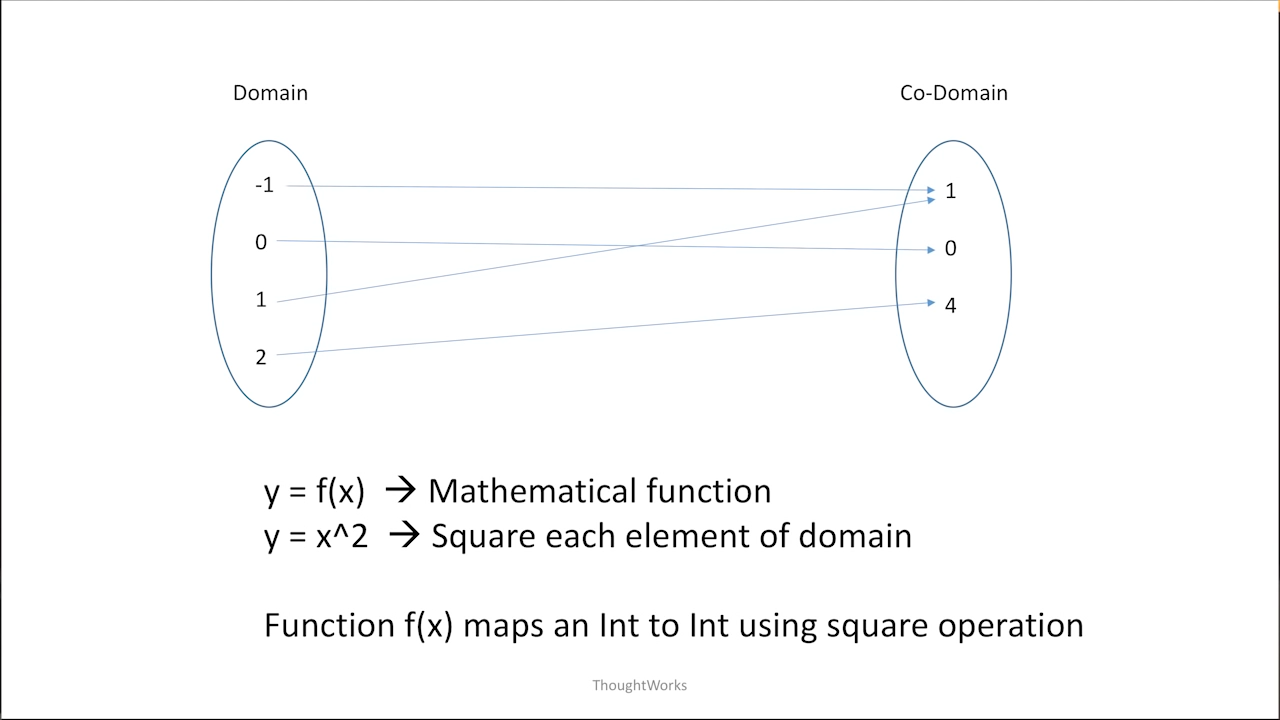 Domain
Co-Domain
-1
0
1
2
1
0
4
y = f(x) → Mathematical function
y = x^2 → Square each element of domain
Function f(x) maps an Int to Int using square operation
ThoughtWorks